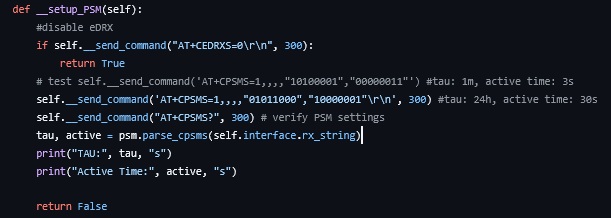 def __setup_PSM(self):
    #disable eDRX
    if self.__send_command("AT+CEDRXS=0\r\n", 300):
        return True
    # test self.__send_command('AT+CPSMS=1,,,,"10100001","00000011"') #tau: 1m, active time: 3s
    self.__send_command('AT+CPSMS=1,,,,"01011000","10000001"\r\n', 300) #tau: 24h, active time: 30s
    self.__send_command("AT+CPSMS?", 300) # verify PSM settings
    tau, active = psm.parse_cpsms(self.interface.rx_string)
    print("TAU:", tau, "s")
    print("Active Time:", active, "s")

    return False